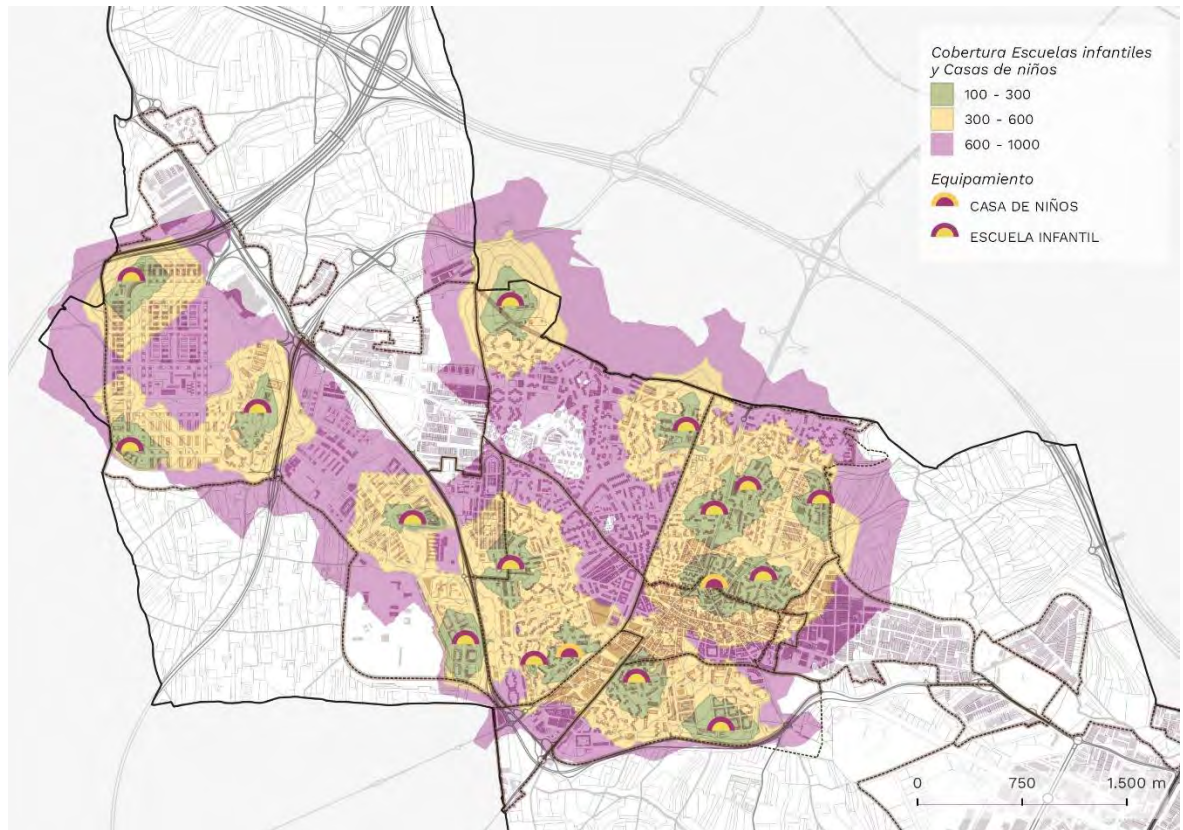 Cobertura Escuelas infantiles
y Casas de niños
100 - 300
300 - 600
600 - 1000
Equipamiento
CASA DE NIÑOS
ESCUELA INFANTIL
0 750 1.500 m